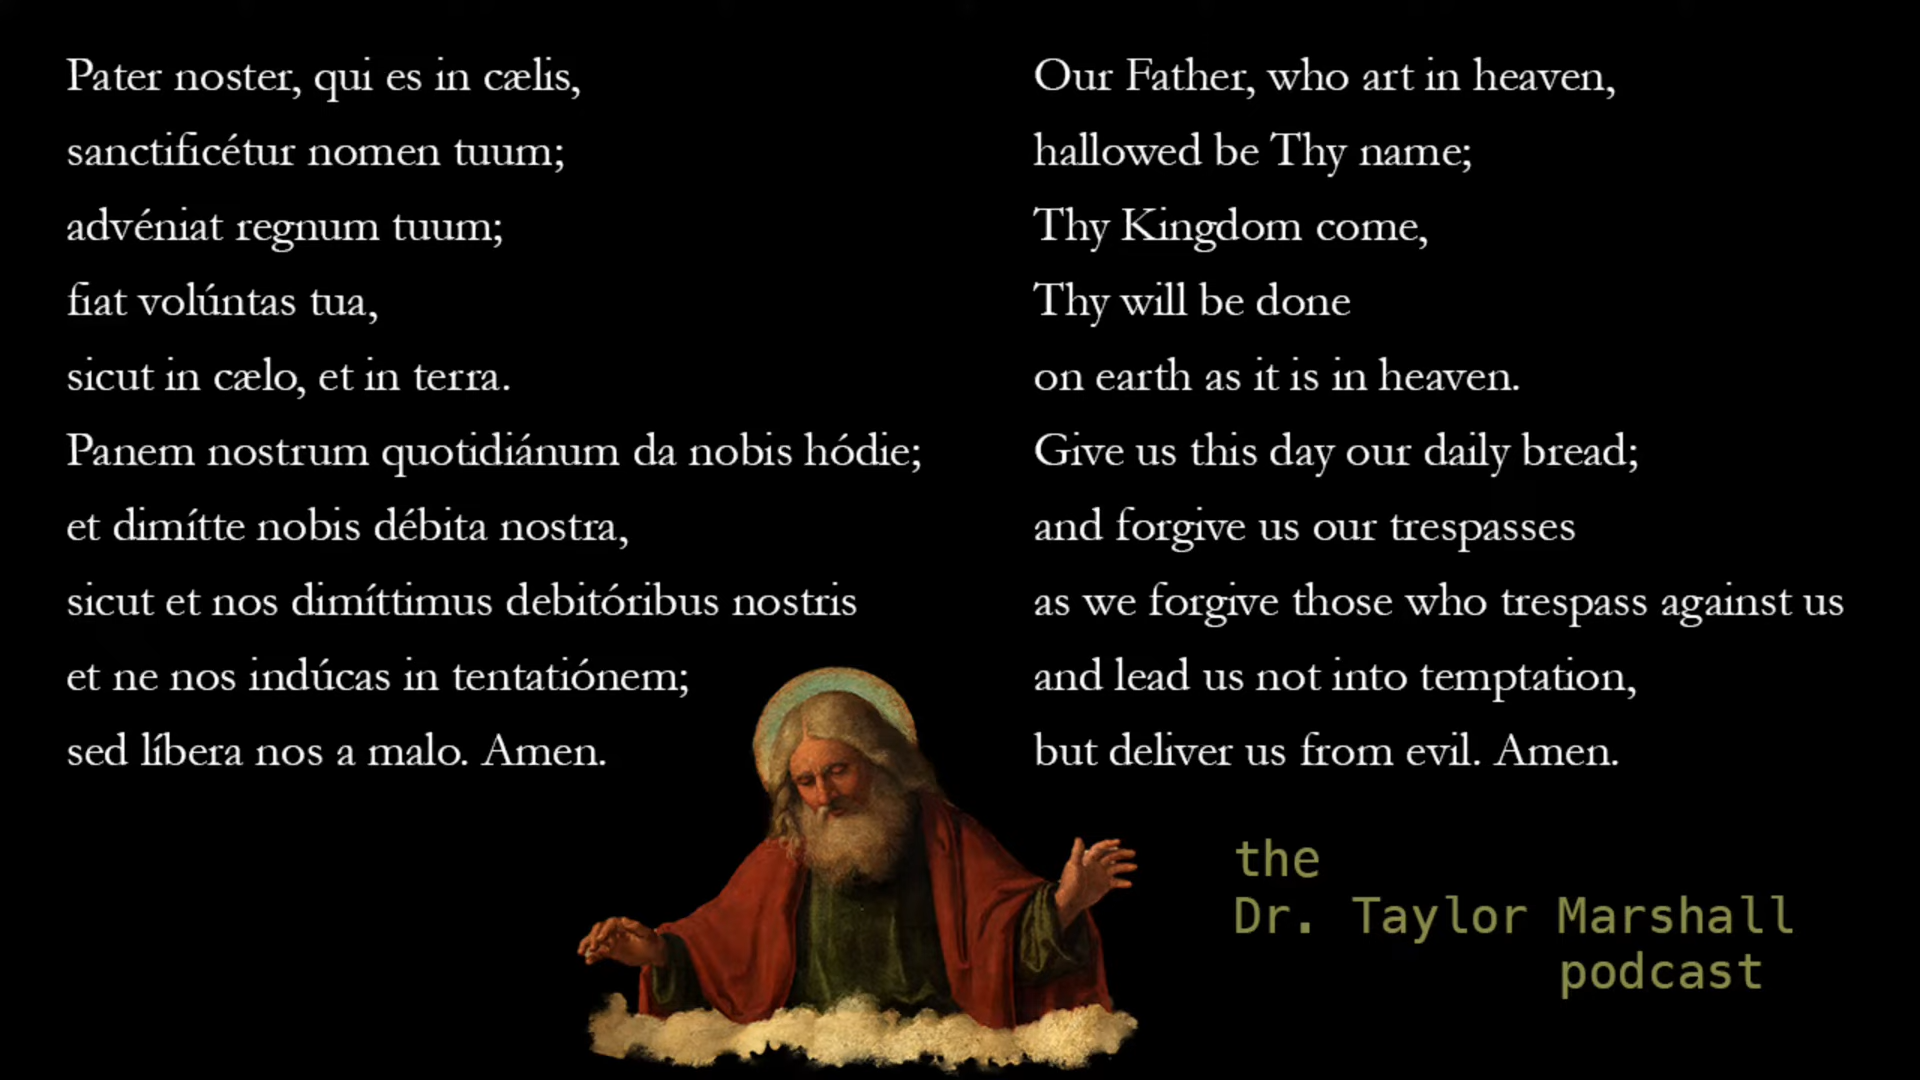 Pater noster, qui es in cælis,
sanctificétur nomen tuum;
advéniat regnum tuum;
fiat volúntas tua,
sicut in cælo, et in terra.
Panem nostrum quotidiánum da nobis hódie;
et dimítte nobis débita nostra,
sicut et nos dimíttimus debitóribus nostris
et ne nos indúcas in tentatiónem;
sed líbera nos a malo. Amen.
Our Father, who art in heaven,
hallowed be Thy name;
Thy Kingdom come,
Thy will be done
on earth as it is in heaven.
Give us this day our daily bread;
and forgive us our trespasses
as we forgive those who trespass against us
and lead us not into temptation,
but deliver us from evil. Amen.
the
Dr. Taylor Marshall
podcast